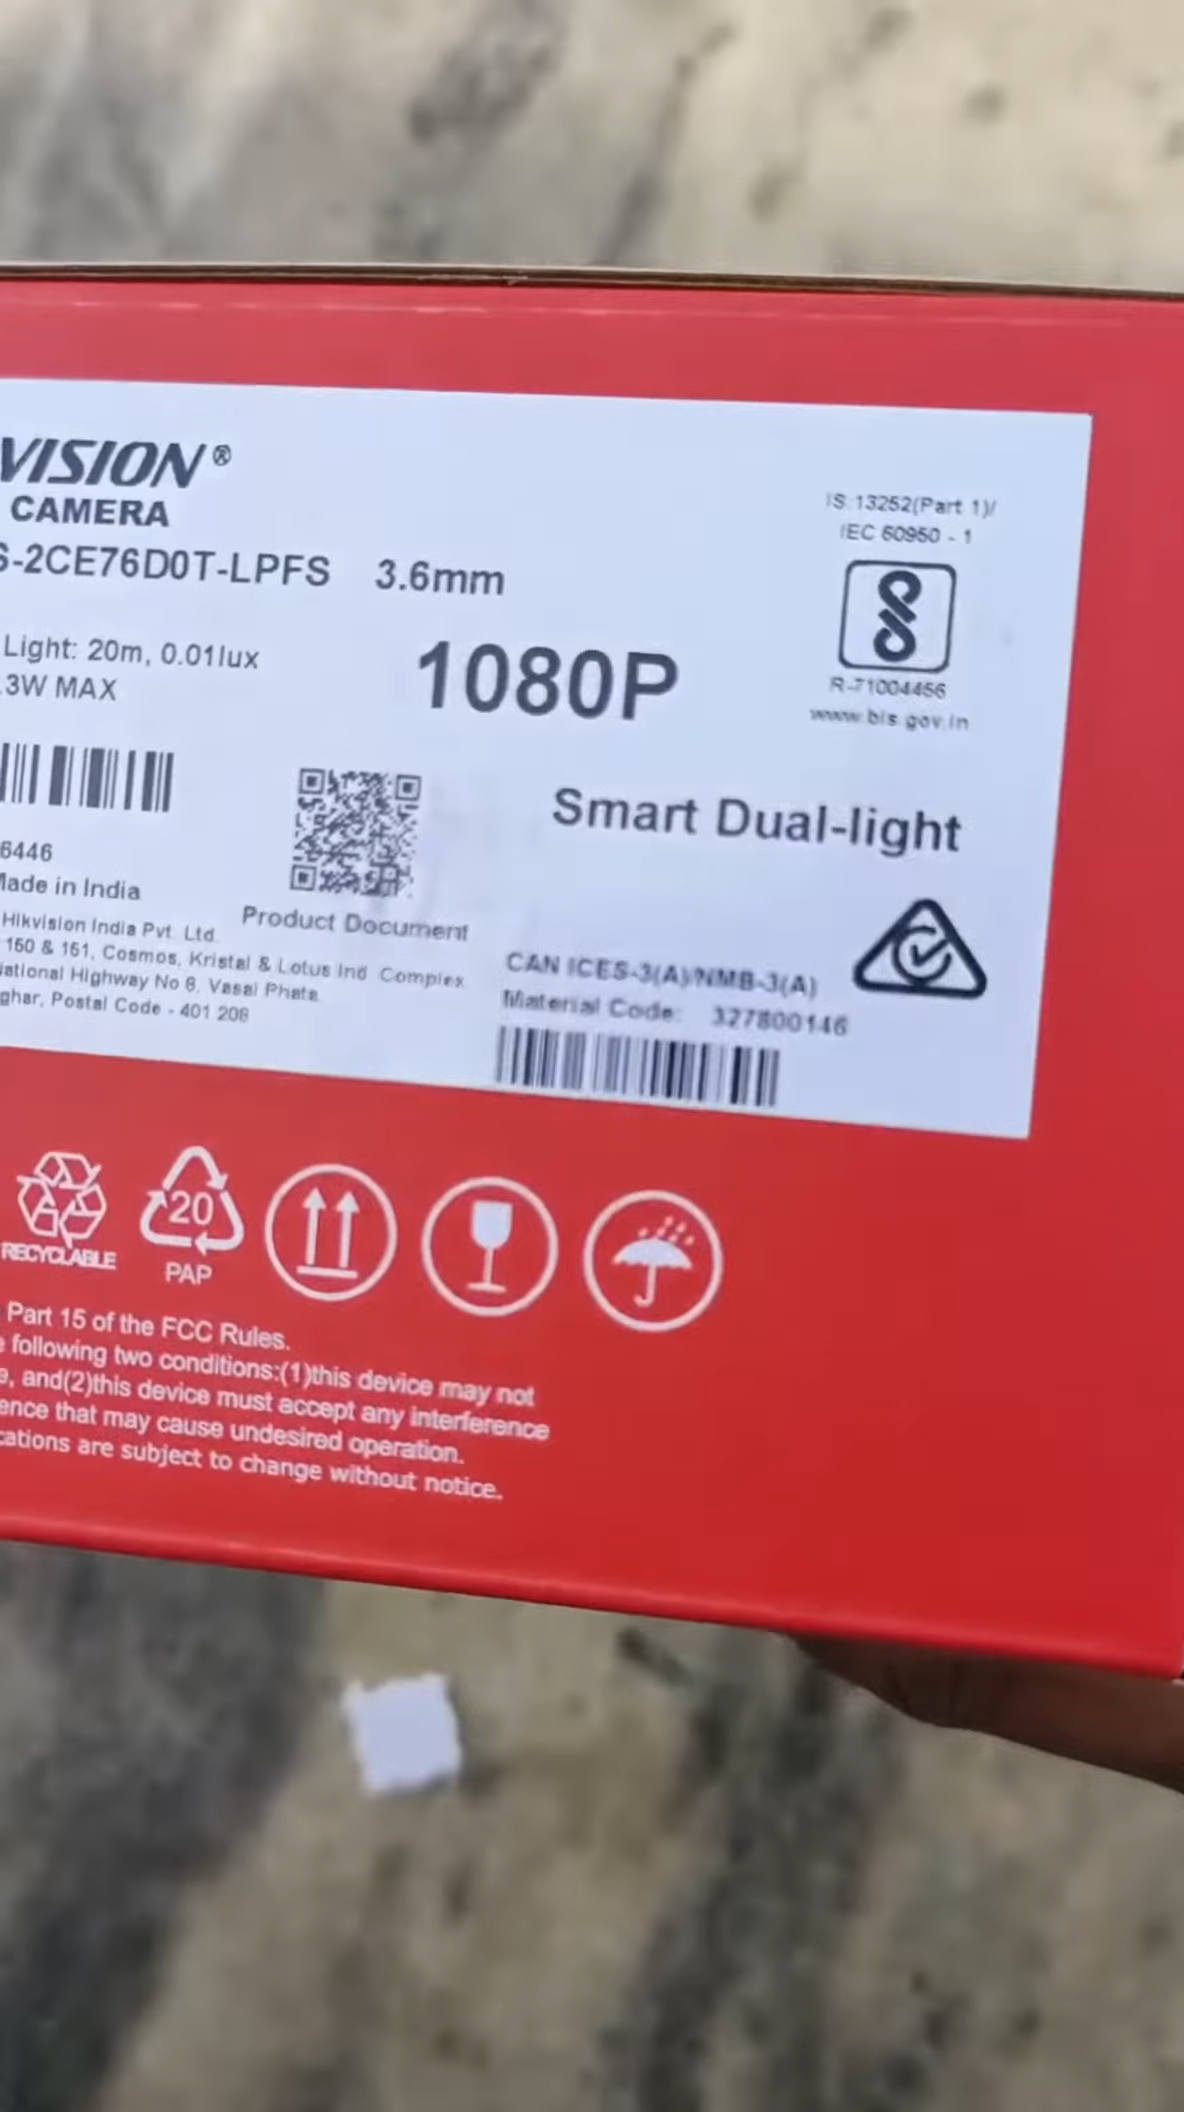 VISION®
CAMERA
S-2CE76D0T-LPFS 3.6mm
IS 13252(Part 1)/
IEC 60950 - 1
Light: 20m, 0.01lux
.3W MAX
1080P
R-71004456
www.bis.gov.in
Smart Dual-light
6446
Made in India
Product Document
Hikvision India Pvt. Ltd.
150 & 151, Cosmos, Kristal & Lotus Ind Complex
National Highway No 8, Vasai Phata
ghar, Postal Code - 401 208
CAN ICES-3(A)/NMB-3(A)
Material Code: 327800146
RECYCLABLE
20
PAP
Part 15 of the FCC Rules.
e following two conditions:(1)this device may not
e, and(2)this device must accept any interference
ence that may cause undesired operation.
cations are subject to change without notice.